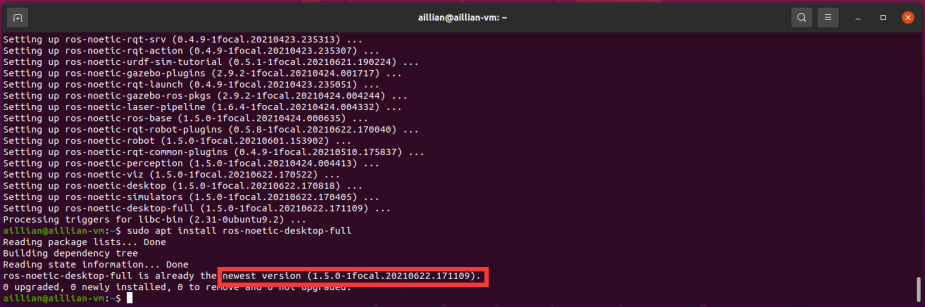 aillian@aillian-vm: ~
Setting up ros-noetic-rqt-srv (0.4.9-1focal.20210423.235313) ...
Setting up ros-noetic-rqt-action (0.4.9-1focal.20210423.235307) ...
Setting up ros-noetic-urdf-sim-tutorial (0.5.1-1focal.20210621.190224) ...
Setting up ros-noetic-gazebo-plugins (2.9.2-1focal.20210424.001717) ...
Setting up ros-noetic-rqt-launch (0.4.9-1focal.20210423.235051) ...
Setting up ros-noetic-gazebo-ros-pkgs (2.9.2-1focal.20210424.004244) ...
Setting up ros-noetic-laser-pipeline (1.6.4-1focal.20210424.004332) ...
Setting up ros-noetic-ros-base (1.5.0-1focal.20210424.000635) ...
Setting up ros-noetic-rqt-robot-plugins (0.5.8-1focal.20210622.170040) ...
Setting up ros-noetic-robot (1.5.0-1focal.20210601.153902) ...
Setting up ros-noetic-rqt-common-plugins (0.4.9-1focal.20210510.175837) ...
Setting up ros-noetic-perception (1.5.0-1focal.20210424.004413) ...
Setting up ros-noetic-viz (1.5.0-1focal.20210622.170522) ...
Setting up ros-noetic-desktop (1.5.0-1focal.20210622.170818) ...
Setting up ros-noetic-simulators (1.5.0-1focal.20210622.170405) ...
Setting up ros-noetic-desktop-full (1.5.0-1focal.20210622.171109) ...
Processing triggers for libc-bin (2.31-0ubuntu9.2) ...
aillian@aillian-vm:~$ sudo apt install ros-noetic-desktop-full
Reading package lists... Done
Building dependency tree
Reading state information... Done
ros-noetic-desktop-full is already the newest version (1.5.0-1focal.20210622.171109).
0 upgraded, 0 newly installed, 0 to remove and 0 not upgraded.
aillian@aillian-vm:~$